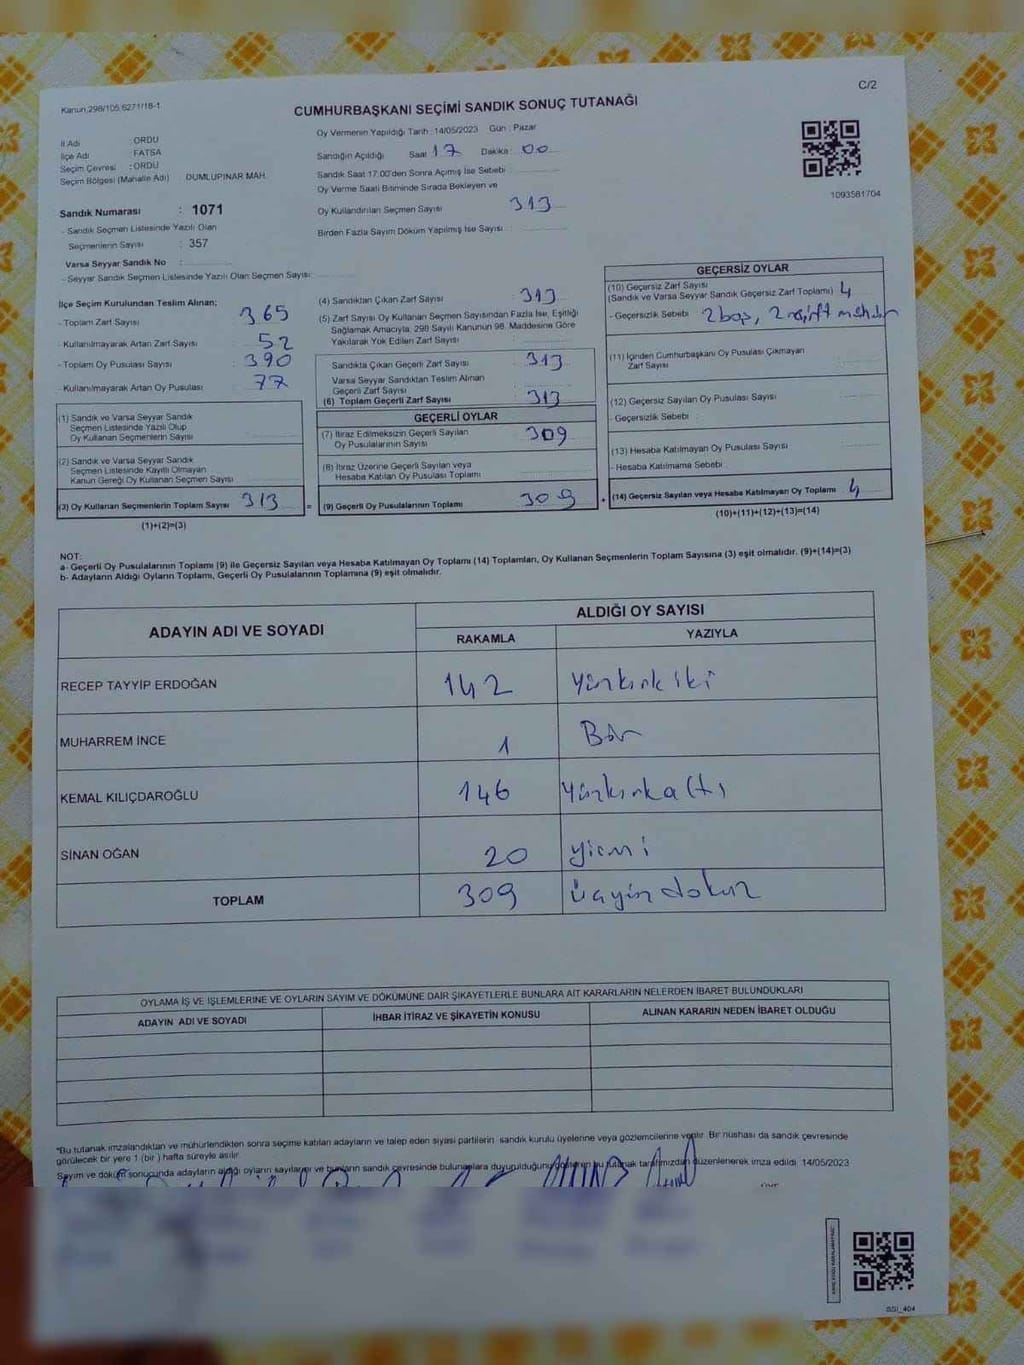 Kanun;298/105,6271/18-1
C/2
CUMHURBAŞKANI SEÇİMİ SANDIK SONUÇ TUTANAĞI
İl Adı : ORDU
İlçe Adı : FATSA
Seçim Çevresi : ORDU
Seçim Bölgesi (Mahalle Adı) DUMLUPINAR MAH.
Sandık Numarası : 1071
- Sandık Seçmen Listesinde Yazılı Olan
Seçmenlerin Sayısı : 357
Varsa Seyyar Sandık No :
- Seyyar Sandık Seçmen Listesinde Yazılı Olan Seçmen Sayısı:
Oy Vermenin Yapıldığı Tarih : 14/05/2023 Gün : Pazar
Sandığın Açıldığı Saat 17 Dakika : 00
Sandık Saat 17.00'den Sonra Açımış İse Sebebi
Oy Verme Saati Bitiminde Sırada Bekleyen ve
Oy Kullandırılan Seçmen Sayısı 313
Birden Fazla Sayım Döküm Yapılmış İse Sayısı :
1093581704
İlçe Seçim Kurulundan Teslim Alınan;
- Toplam Zarf Sayısı : 365
- Kullanılmayarak Artan Zarf Sayısı : 52
- Toplam Oy Pusulası Sayısı : 390
- Kullanılmayarak Artan Oy Pusulası : 77
(1) Sandık ve Varsa Seyyar Sandık
Seçmen Listesinde Yazılı Olup
Oy Kullanan Seçmenlerin Sayısı
(2) Sandık ve Varsa Seyyar Sandık
Seçmen Listesinde Kayıtlı Olmayan
Kanun Gereği Oy Kullanan Seçmen Sayısı
(3) Oy Kullanan Seçmenlerin Toplam Sayısı 313
(1)+(2)=(3)
=
(4) Sandıktan Çıkan Zarf Sayısı : 313
(5) Zarf Sayısı Oy Kullanan Seçmen Sayısından Fazla İse, Eşitliği
Sağlamak Amacıyla, 298 Sayılı Kanunun 98. Maddesine Göre
Yakılarak Yok Edilen Zarf Sayısı :
Sandıkta Çıkan Geçerli Zarf Sayısı : 313
Varsa Seyyar Sandıktan Teslim Alınan
Geçerli Zarf Sayısı
(6) Toplam Geçerli Zarf Sayısı : 313
GEÇERLİ OYLAR
(7) İtiraz Edilmeksizin Geçerli Sayılan
Oy Pusulalarının Sayısı 309
(8) İtiraz Üzerine Geçerli Sayılan veya
Hesaba Katılan Oy Pusulası Toplamı
(9) Geçerli Oy Pusulalarının Toplamı 309
+
GEÇERSİZ OYLAR
(10) Geçersiz Zarf Sayısı
(Sandık ve Varsa Seyyar Sandık Geçersiz Zarf Toplamı) 4
- Geçersizlik Sebebi : 2 boş, 2
(11) İçinden Cumhurbaşkanı Oy Pusulası Çıkmayan
Zarf Sayısı
(12) Geçersiz Sayılan Oy Pusulası Sayısı :
- Geçersizlik Sebebi
(13) Hesaba Katılmayan Oy Pusulası Sayısı
- Hesaba Katılmama Sebebi
(14) Geçersiz Sayılan veya Hesaba Katılmayan Oy Toplamı 4
(10)+(11)+(12)+(13)=(14)
NOT:
a- Geçerli Oy Pusulalarının Toplamı (9) ile Geçersiz Sayılan veya Hesaba Katılmayan Oy Toplamı (14) Toplamları, Oy Kullanan Seçmenlerin Toplam Sayısına (3) eşit olmalıdır. (9)+(14)=(3)
b- Adayların Aldığı Oyların Toplamı, Geçerli Oy Pusulalarının Toplamına (9) eşit olmalıdır.
ADAYIN ADI VE SOYADI
ALDIĞI OY SAYISI
RAKAMLA YAZIYLA
RECEP TAYYİP ERDOĞAN 142 yüzkırkiki
MUHARREM İNCE 1 Bir
KEMAL KILIÇDAROĞLU 146 yüzkırkaltı
SİNAN OĞAN 20 yirmi
TOPLAM 309 üçyüzdokuz
OYLAMA İŞ VE İŞLEMLERİNE VE OYLARIN SAYIM VE DÖKÜMÜNE DAİR ŞİKAYETLERLE BUNLARA AİT KARARLARIN NELERDEN İBARET BULUNDUKLARI
ADAYIN ADI VE SOYADI İHBAR İTİRAZ VE ŞİKAYETİN KONUSU ALINAN KARARIN NEDEN İBARET OLDUĞU
*Bu tutanak imzalandıktan ve mühürlendikten sonra seçime katılan adayların ve talep eden siyasi partilerin sandık kurulu üyelerine veya gözlemcilerine verilir. Bir nüshası da sandık çevresinde
görülecek bir yere 1 (bir) hafta süreyle asılır.
Sayım ve döküm sonucunda adayların aldığı oyların sayılarını ve bunların sandık çevresinde bulunanlara duyurulduğunu gösteren bu tutanak tarafımızdan düzenlenerek imza edildi. 14/05/2023
SSI_404